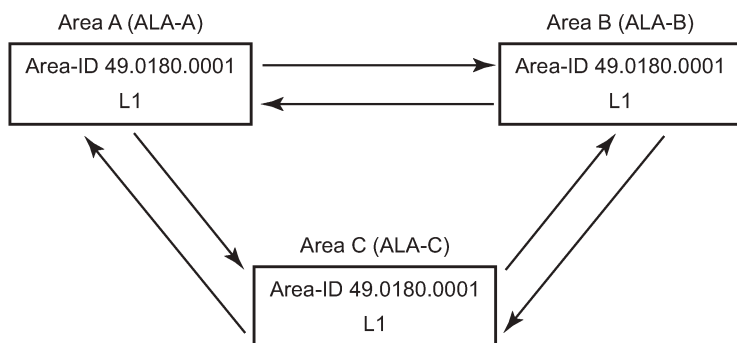 Area A (ALA-A)
Area-ID 49.0180.0001
L1
Area B (ALA-B)
Area-ID 49.0180.0001
L1
Area C (ALA-C)
Area-ID 49.0180.0001
L1